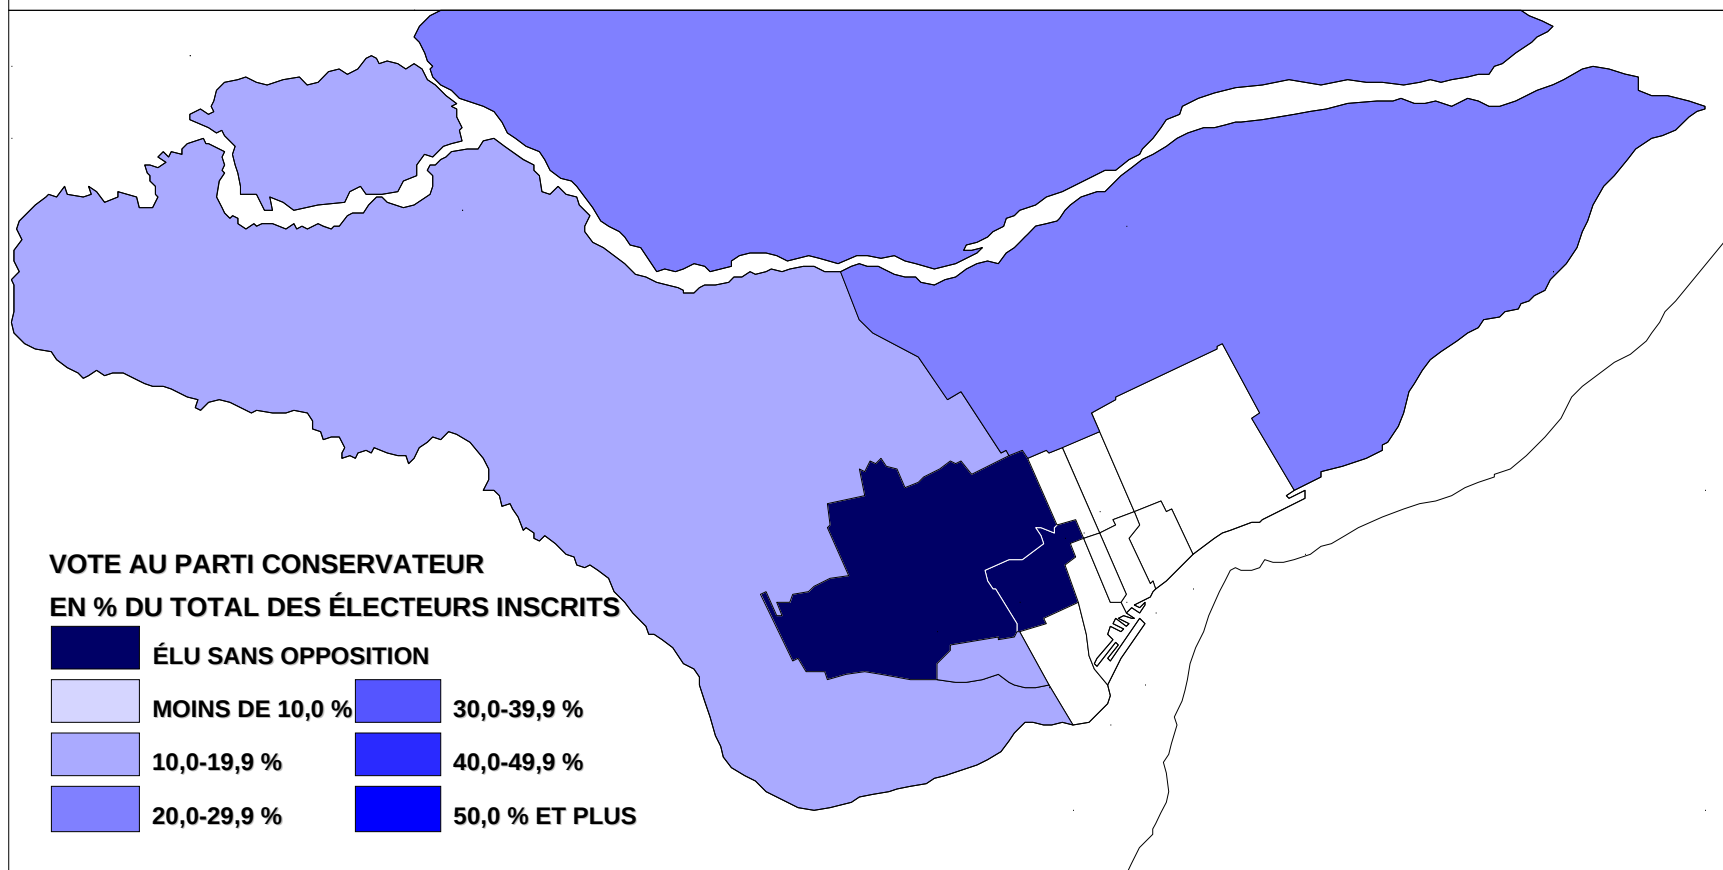 VOTE AU PARTI CONSERVATEUR
EN % DU TOTAL DES ÉLECTEURS INSCRITS
ÉLU SANS OPPOSITION
MOINS DE 10,0 %
10,0-19,9 %
20,0-29,9 %
30,0-39,9 %
40,0-49,9 %
50,0 % ET PLUS